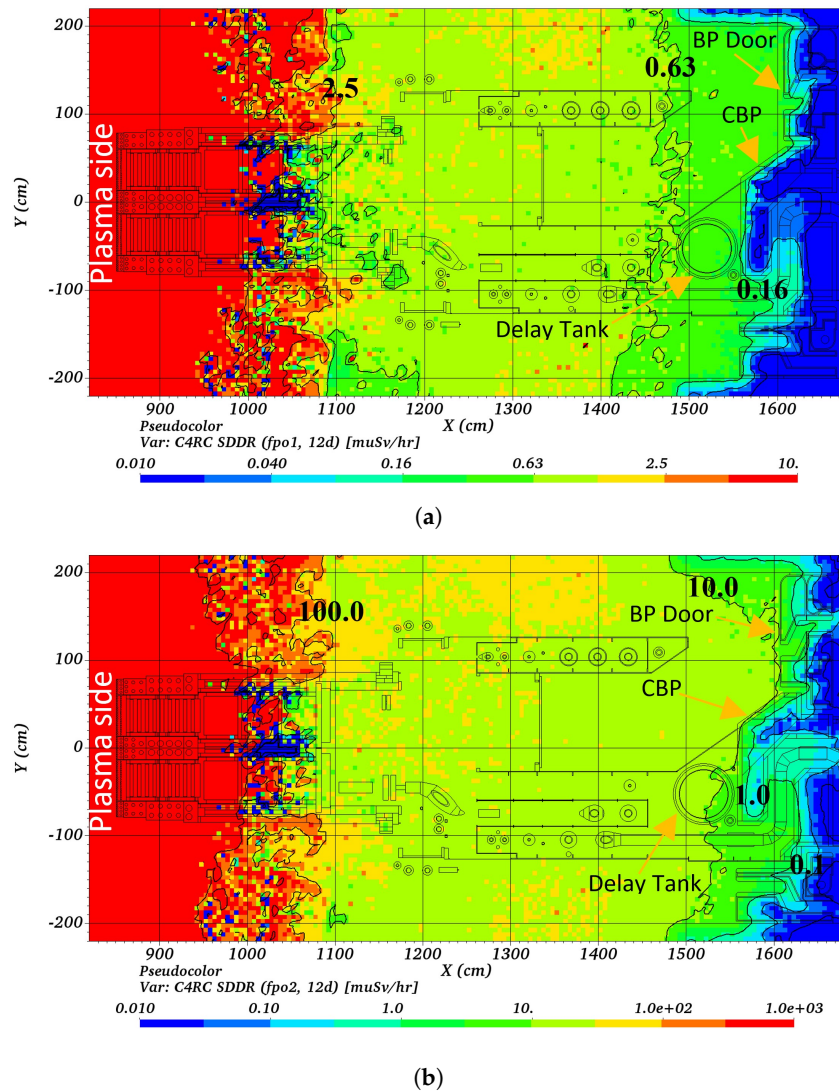 200
BP Door
0.63
2.5
100
CBP
Y (cm)
0
Plasma side
-100
0.16
Delay Tank
-200
900 1000 1100 1200 1300 1400 1500 1600
X (cm)
Pseudocolor
Var: C4RC SDDR (fpo1, 12d) [muSv/hr]
0.010 0.040 0.16 0.63 2.5 10.
(a)
200
10.0
100.0
BP Door
100
CBP
Y (cm)
0
Plasma side
1.0
-100
0.1
Delay Tank
-200
900 1000 1100 1200 1300 1400 1500 1600
X (cm)
Pseudocolor
Var: C4RC SDDR (fpo2, 12d) [muSv/hr]
0.010 0.10 1.0 10. 1.0e+02 1.0e+03
(b)